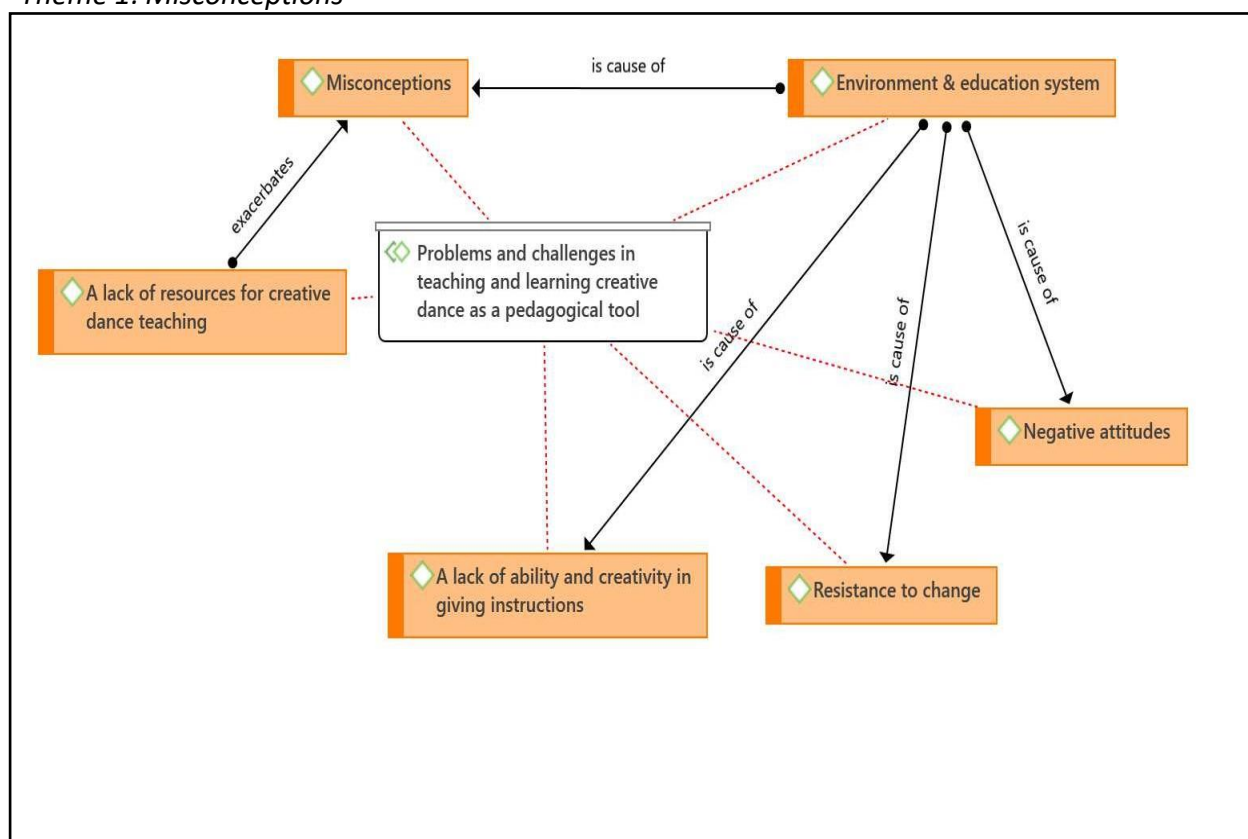 Theme 1: Misconceptions
is cause of
Misconceptions
Environment & education system
exacerbates
Problems and challenges in
teaching and learning creative
dance as a pedagogical tool
is cause of
A lack of resources for creative
dance teaching
is cause of
is cause of
Negative attitudes
A lack of ability and creativity in
giving instructions
Resistance to change